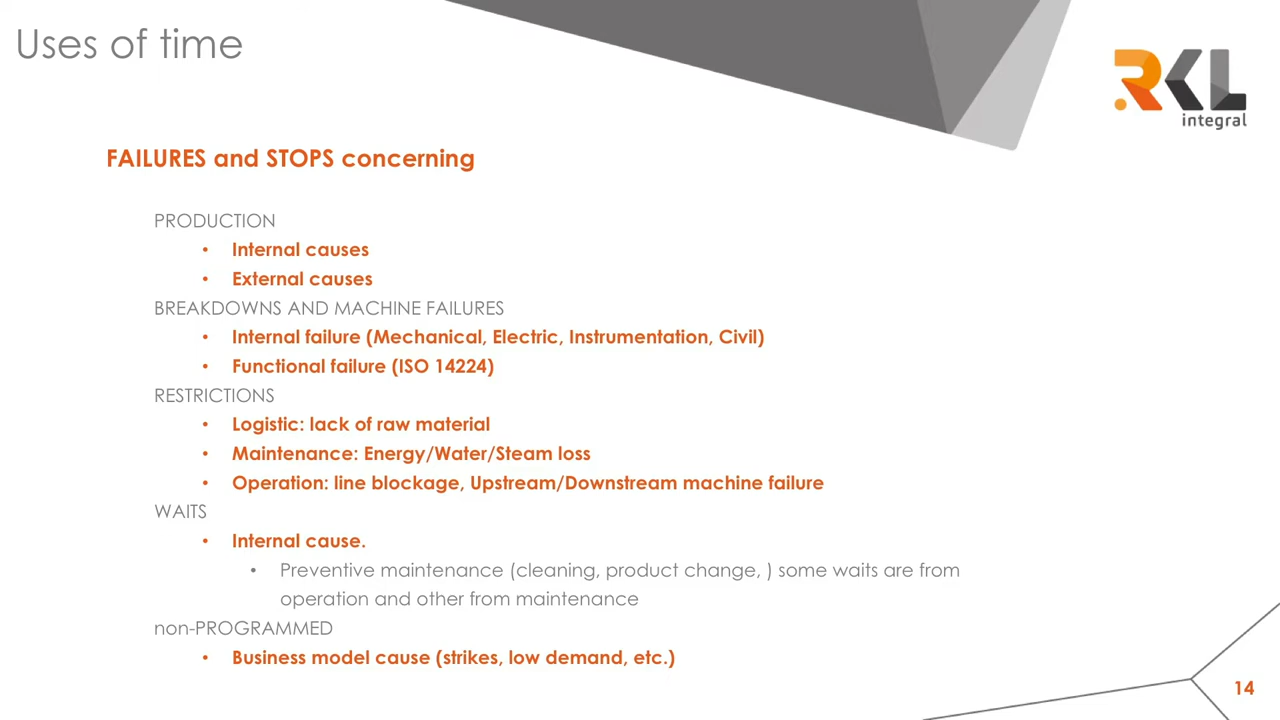 Uses of time
RKL
integral
FAILURES and STOPS concerning
PRODUCTION
• Internal causes
• External causes
BREAKDOWNS AND MACHINE FAILURES
• Internal failure (Mechanical, Electric, Instrumentation, Civil)
• Functional failure (ISO 14224)
RESTRICTIONS
• Logistic: lack of raw material
• Maintenance: Energy/Water/Steam loss
• Operation: line blockage, Upstream/Downstream machine failure
WAITS
• Internal cause.
• Preventive maintenance (cleaning, product change, ) some waits are from
operation and other from maintenance
non-PROGRAMMED
• Business model cause (strikes, low demand, etc.)
14